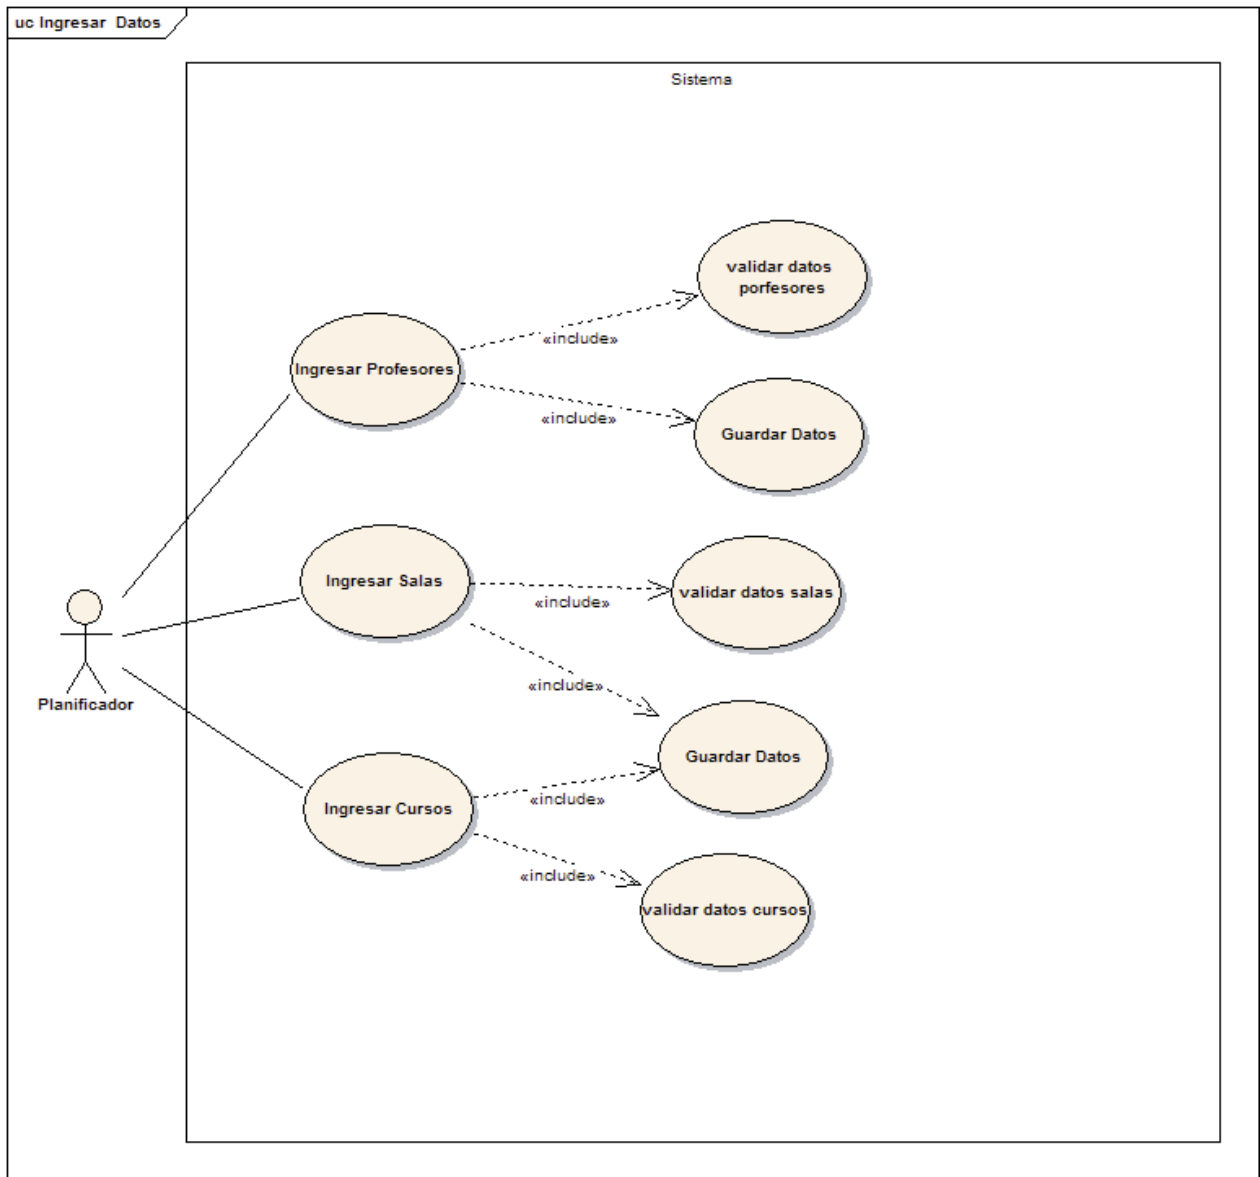 uc Ingresar Datos
Sistema
validar datos
porfesores
«include»
Ingresar Profesores
«include»
Guardar Datos
Ingresar Salas
«include»
validar datos salas
«include»
Planificador
Guardar Datos
«include»
Ingresar Cursos
«include»
validar datos cursos